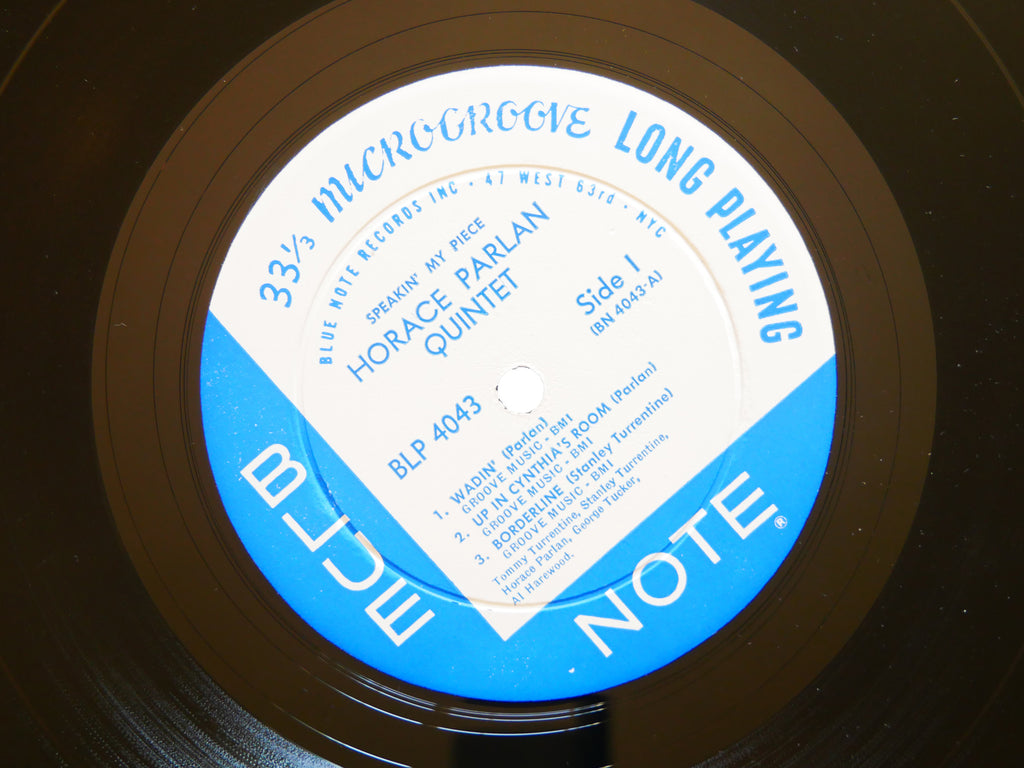 33⅓ MICROGROOVE LONG PLAYING
BLUE NOTE RECORDS INC • 47 WEST 63rd • NYC
SPEAKIN' MY PIECE
HORACE PARLAN
QUINTET
Side 1
(BN 4043-A)
BLP 4043
1. WADIN' (Parlan)
GROOVE MUSIC - BMI
2. UP IN CYNTHIA'S ROOM (Parlan)
GROOVE MUSIC - BMI
3. BORDERLINE (Stanley Turrentine)
GROOVE MUSIC - BMI
Tommy Turrentine, Stanley Turrentine,
Horace Parlan, George Tucker,
Al Harewood.
BLUE NOTE®